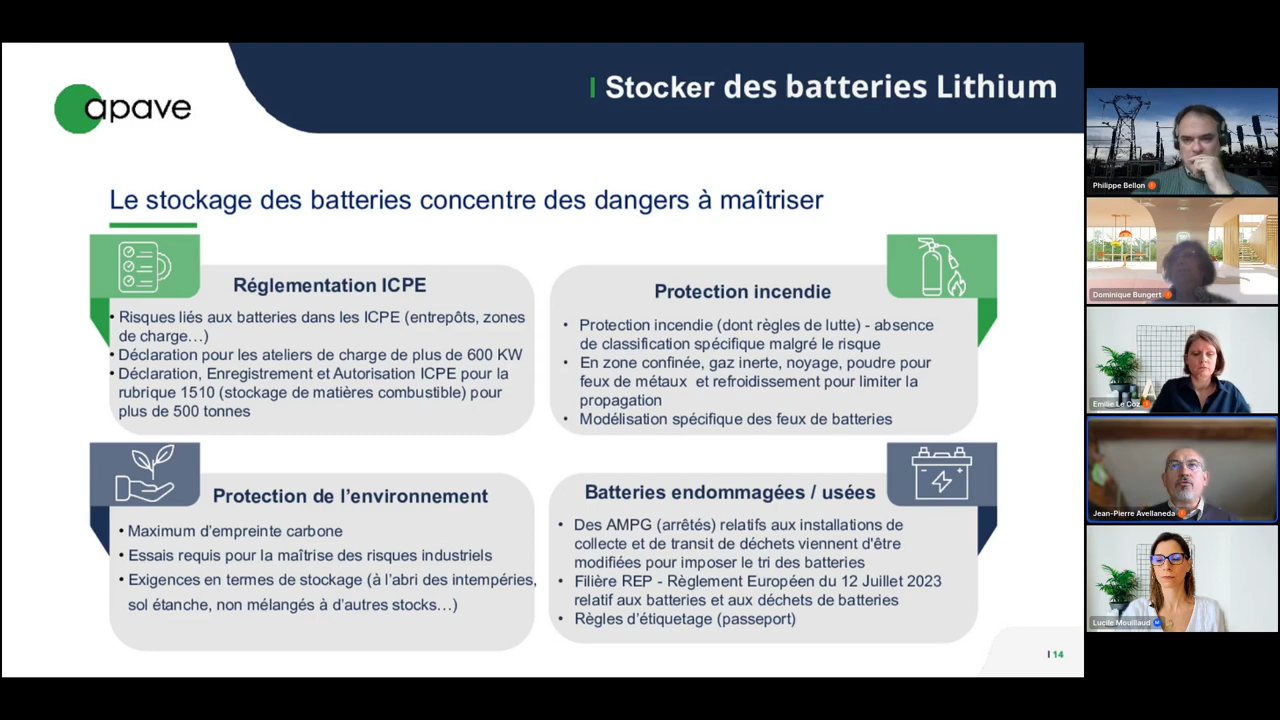 apave
Stocker des batteries Lithium
Le stockage des batteries concentre des dangers à maîtriser
Réglementation ICPE
• Risques liés aux batteries dans les ICPE (entrepôts, zones
de charge…)
• Déclaration pour les ateliers de charge de plus de 600 KW
• Déclaration, Enregistrement et Autorisation ICPE pour la
rubrique 1510 (stockage de matières combustible) pour
plus de 500 tonnes
Protection incendie
• Protection incendie (dont règles de lutte) - absence
de classification spécifique malgré le risque
• En zone confinée, gaz inerte, noyage, poudre pour
feux de métaux et refroidissement pour limiter la
propagation
• Modélisation spécifique des feux de batteries
Protection de l’environnement
• Maximum d’empreinte carbone
• Essais requis pour la maîtrise des risques industriels
• Exigences en termes de stockage (à l’abri des intempéries,
sol étanche, non mélangés à d’autres stocks…)
Batteries endommagées / usées
• Des AMPG (arrêtés) relatifs aux installations de
collecte et de transit de déchets viennent d'être
modifiées pour imposer le tri des batteries
• Filière REP - Règlement Européen du 12 Juillet 2023
relatif aux batteries et aux déchets de batteries
• Règles d’étiquetage (passeport)
14
Philippe Bellon
Dominique Bungert
Emilie Le Coz
Jean-Pierre Avellaneda
Lucile Mouillaud